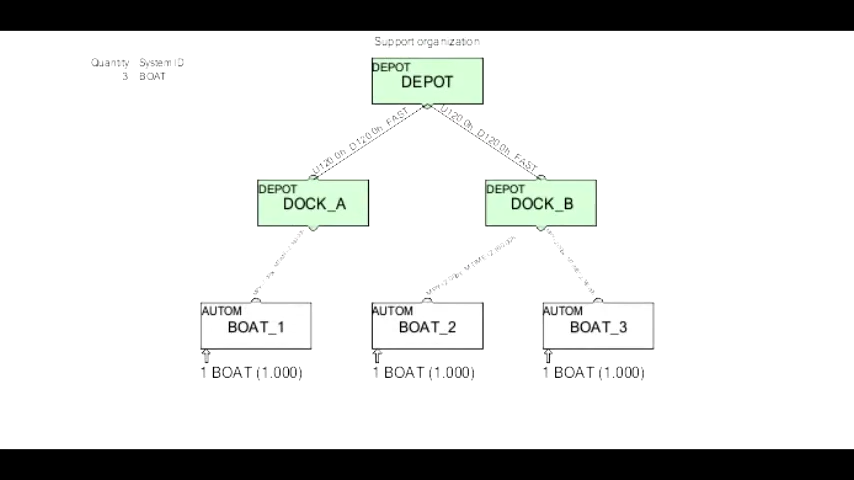 Support organization
Quantity System ID
3 BOAT
DEPOT
DEPOT
U120.0h D120.0h FAST
U120.0h D120.0h FAST
DEPOT
DOCK_A
DEPOT
DOCK_B
AUTOM
BOAT_1
AUTOM
BOAT_2
AUTOM
BOAT_3
1 BOAT (1.000)
1 BOAT (1.000)
1 BOAT (1.000)